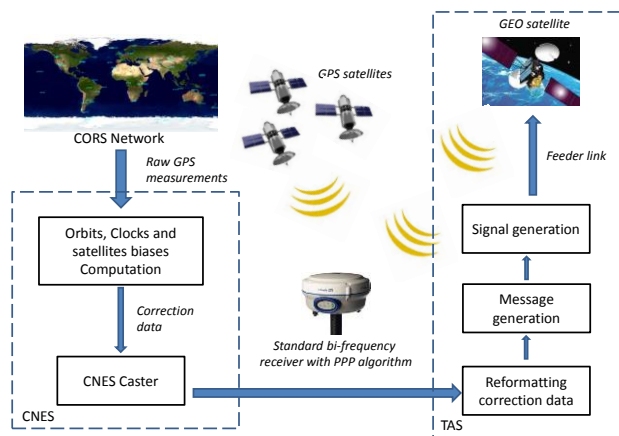 GEO satellite
GPS satellites
CORS Network
Raw GPS
measurements
Feeder link
Orbits, Clocks and
satellites biases
Computation
Signal generation
Correction
data
Message
generation
Standard bi-frequency
receiver with PPP algorithm
CNES Caster
Reformatting
correction data
CNES
TAS